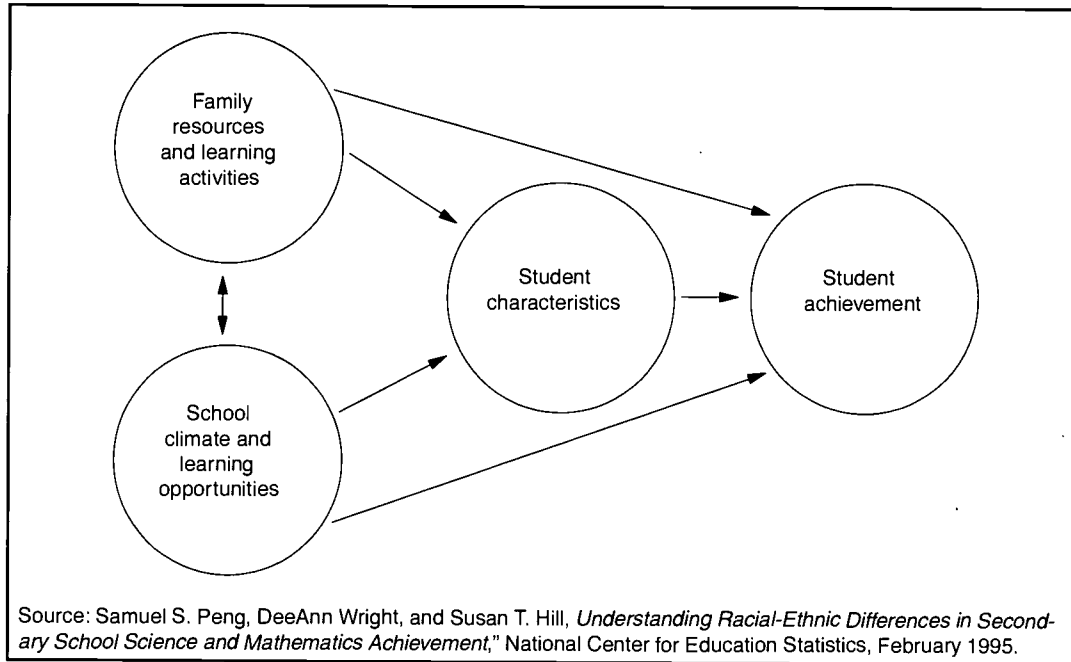 Family
resources
and learning
activities
Student
characteristics
Student
achievement
School
climate and
learning
opportunities
Source: Samuel S. Peng, DeeAnn Wright, and Susan T. Hill, Understanding Racial-Ethnic Differences in Second-
ary School Science and Mathematics Achievement," National Center for Education Statistics, February 1995.